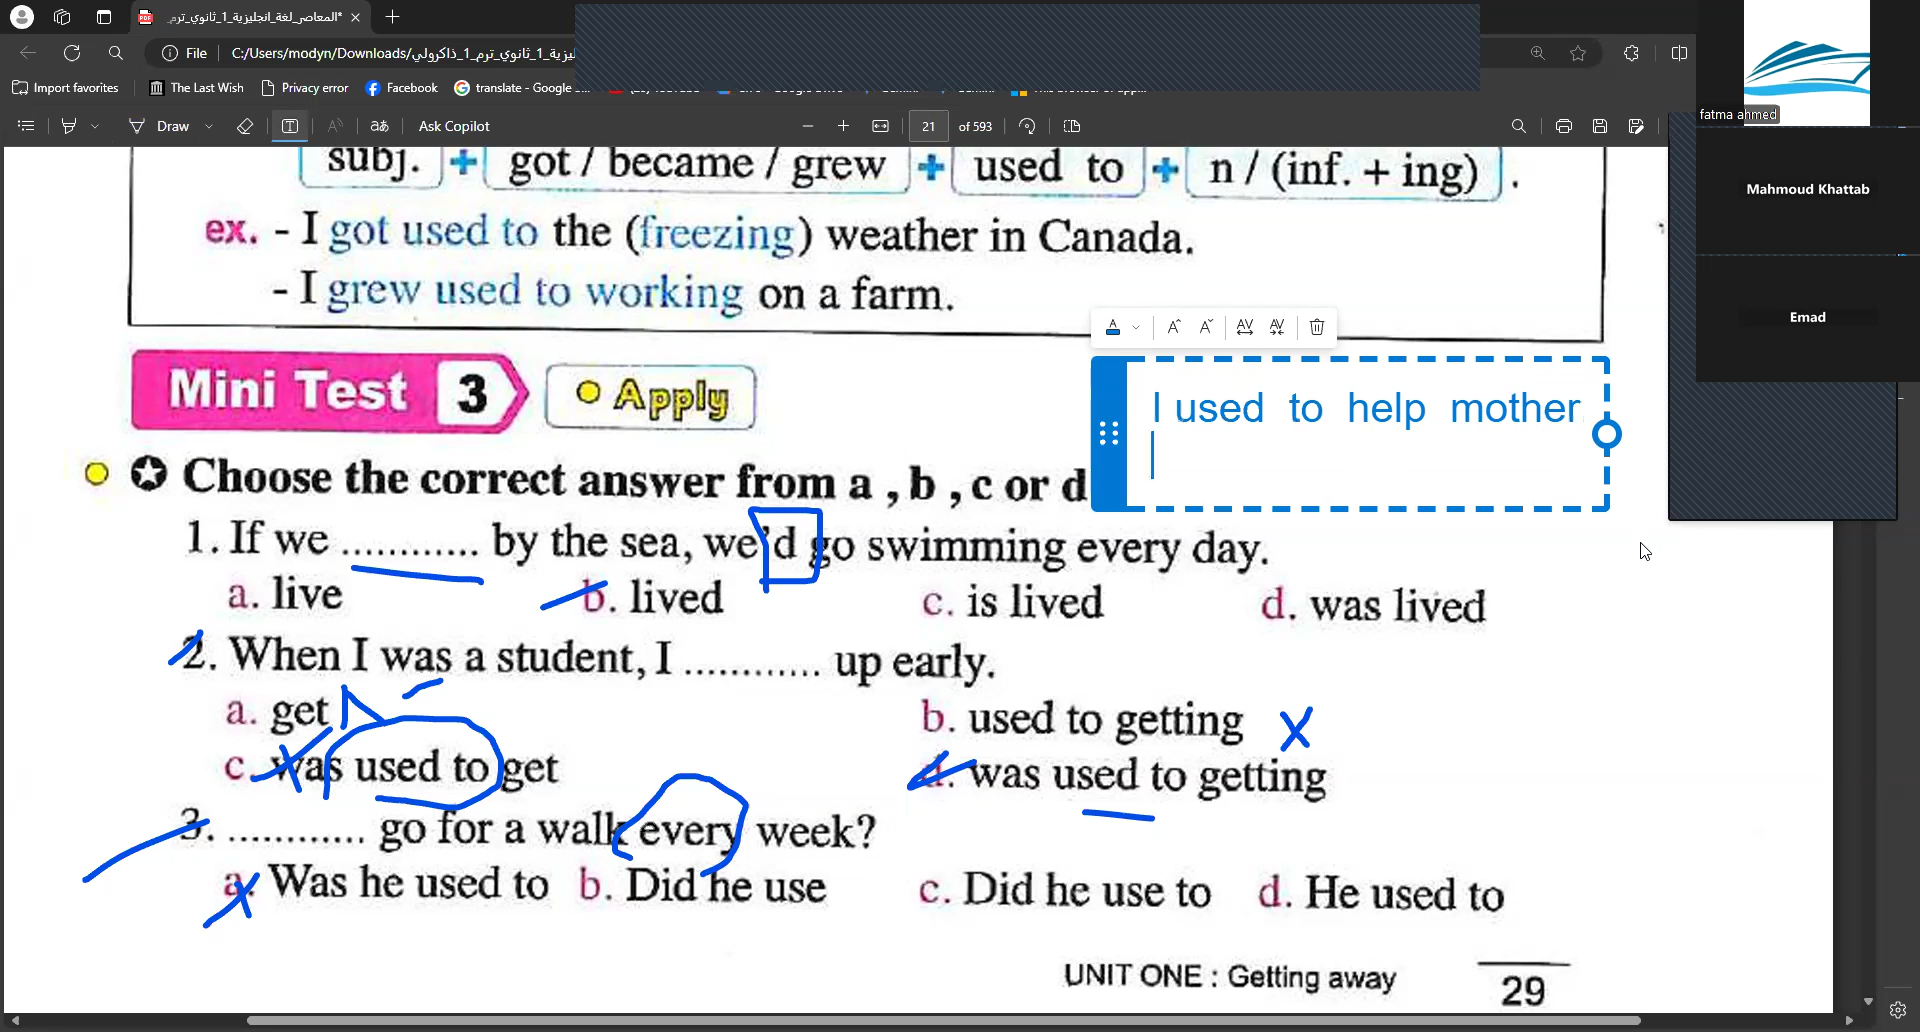 *المعاصر_لغة_انجليزية_1_ثانوي_ترم_
File
C:/Users/modyn/Downloads/ليزية_1_ثانوي_ترم_1_ذاكرولي
Import favorites
The Last Wish
Privacy error
Facebook
translate - Google
Draw
Ask Copilot
21 of 593
fatma ahmed
Mahmoud Khattab
Emad
subj. + got / became / grew + used to + n / (inf. + ing) .
ex. - I got used to the (freezing) weather in Canada.
- I grew used to working on a farm.
Mini Test 3
Apply
I used to help mother
Choose the correct answer from a , b , c or d
1. If we ............ by the sea, we'd go swimming every day.
a. live b. lived c. is lived d. was lived
2. When I was a student, I ............ up early.
a. get b. used to getting
c. was used to get d. was used to getting
3. ............ go for a walk every week?
a. Was he used to b. Did he use c. Did he use to d. He used to
UNIT ONE : Getting away
29